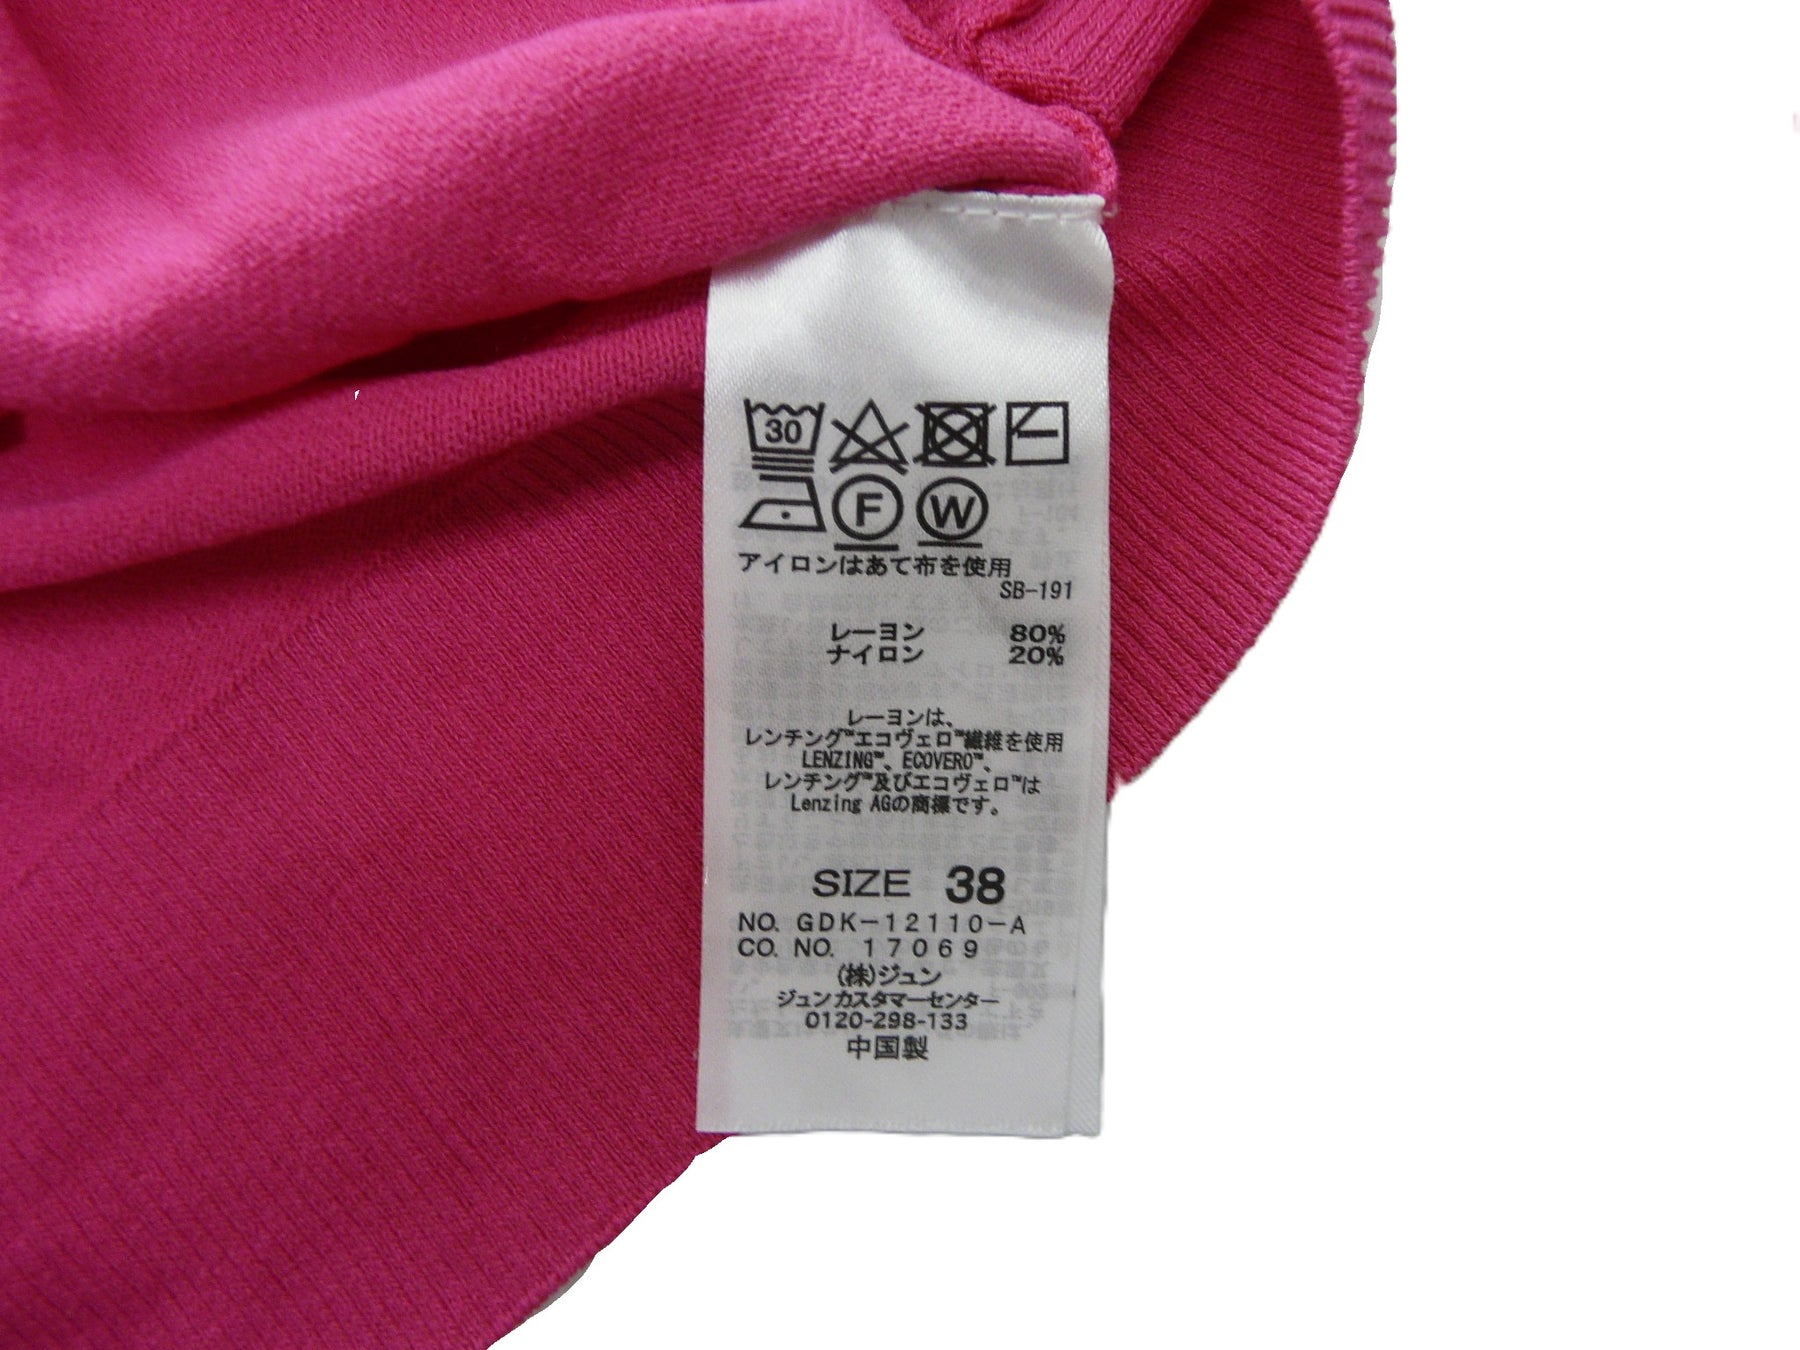 30
F W
アイロンはあて布を使用
SB-191
レーヨン 80%
ナイロン 20%
レーヨンは、
レンチング™エコヴェロ™繊維を使用
LENZING™、ECOVERO™、
レンチング™及びエコヴェロ™は
Lenzing AGの商標です。
SIZE 38
NO. GDK-12110-A
CO. NO. 17069
(株)ジュン
ジュンカスタマーセンター
0120-298-133
中国製